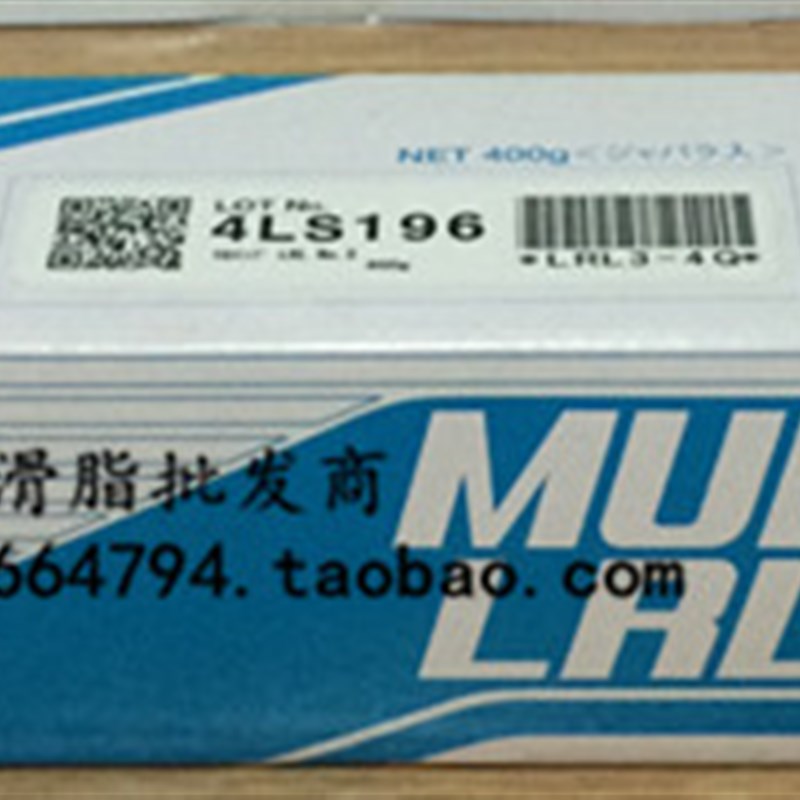 NET 400g<ジャバラ入>
LOT No.
4LS196
400g
*LRL3-4Q*
滑脂批发商
664794.taobao.com
MUL
LRL